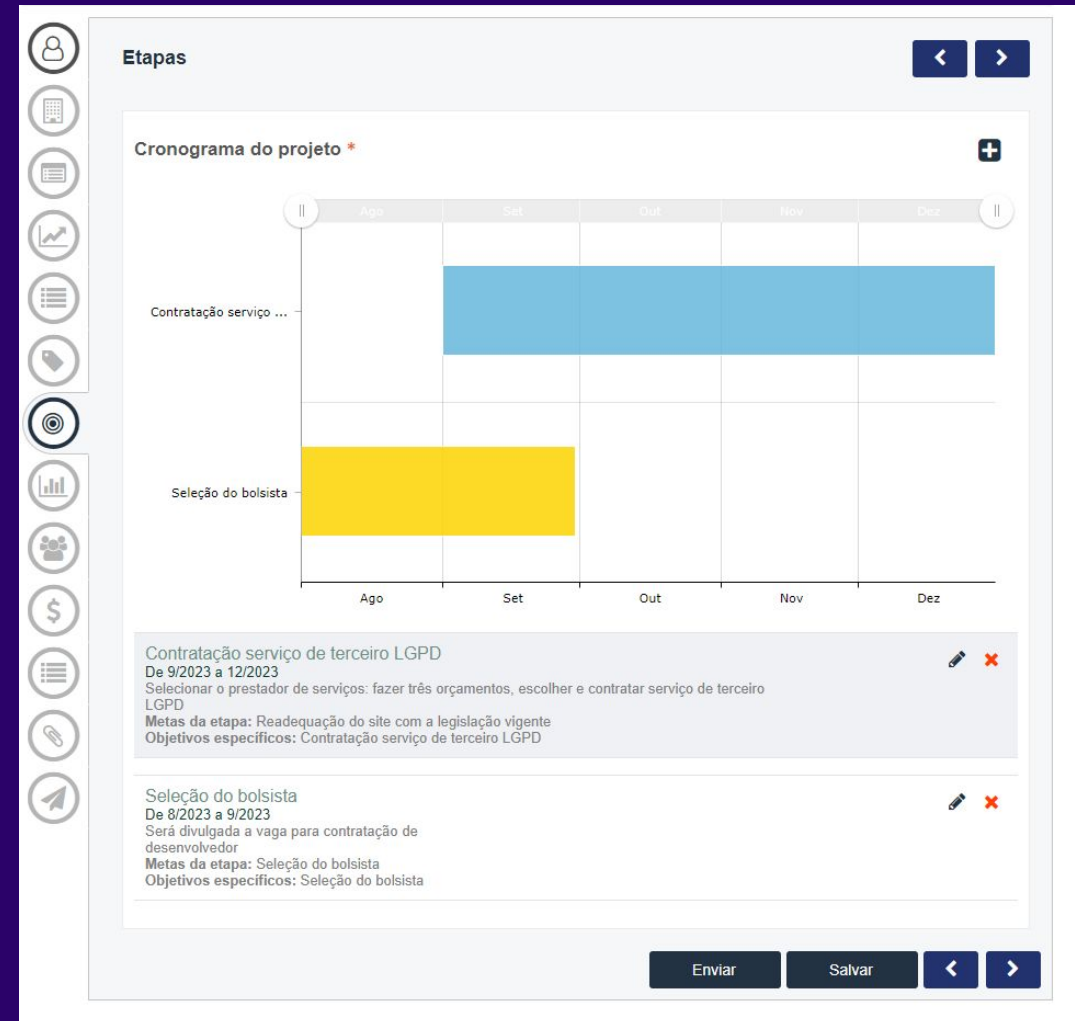 Etapas
Cronograma do projeto *
Ago Set Out Nov Dez
Contratação serviço ...
Seleção do bolsista
Ago Set Out Nov Dez
Contratação serviço de terceiro LGPD
De 9/2023 a 12/2023
Selecionar o prestador de serviços: fazer três orçamentos, escolher e contratar serviço de terceiro
LGPD
Metas da etapa: Readequação do site com a legislação vigente
Objetivos específicos: Contratação serviço de terceiro LGPD
Seleção do bolsista
De 8/2023 a 9/2023
Será divulgada a vaga para contratação de
desenvolvedor
Metas da etapa: Seleção do bolsista
Objetivos específicos: Seleção do bolsista
Enviar Salvar